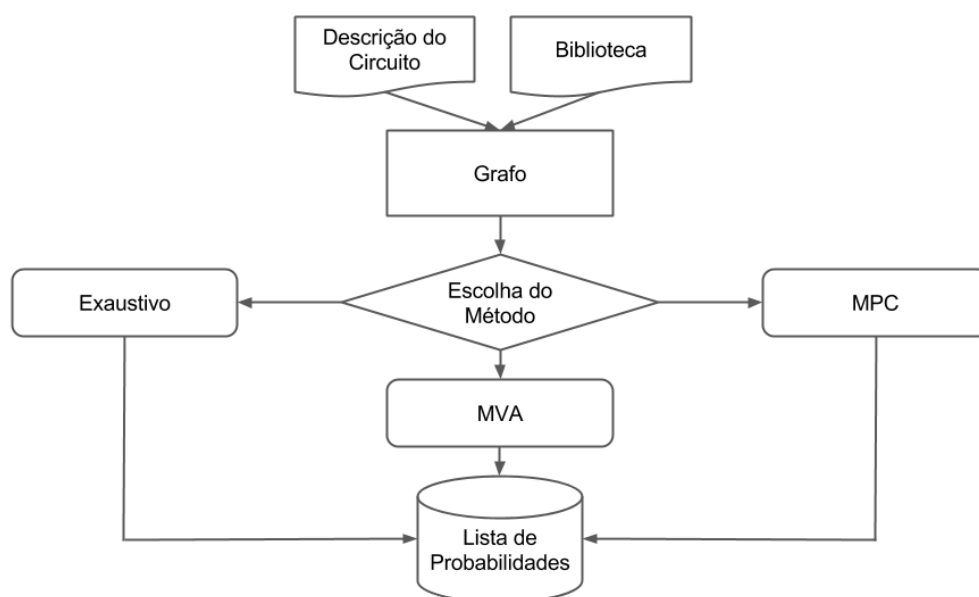 Descrição do
Circuito
Biblioteca
Grafo
Exaustivo
Escolha do
Método
MPC
MVA
Lista de
Probabilidades